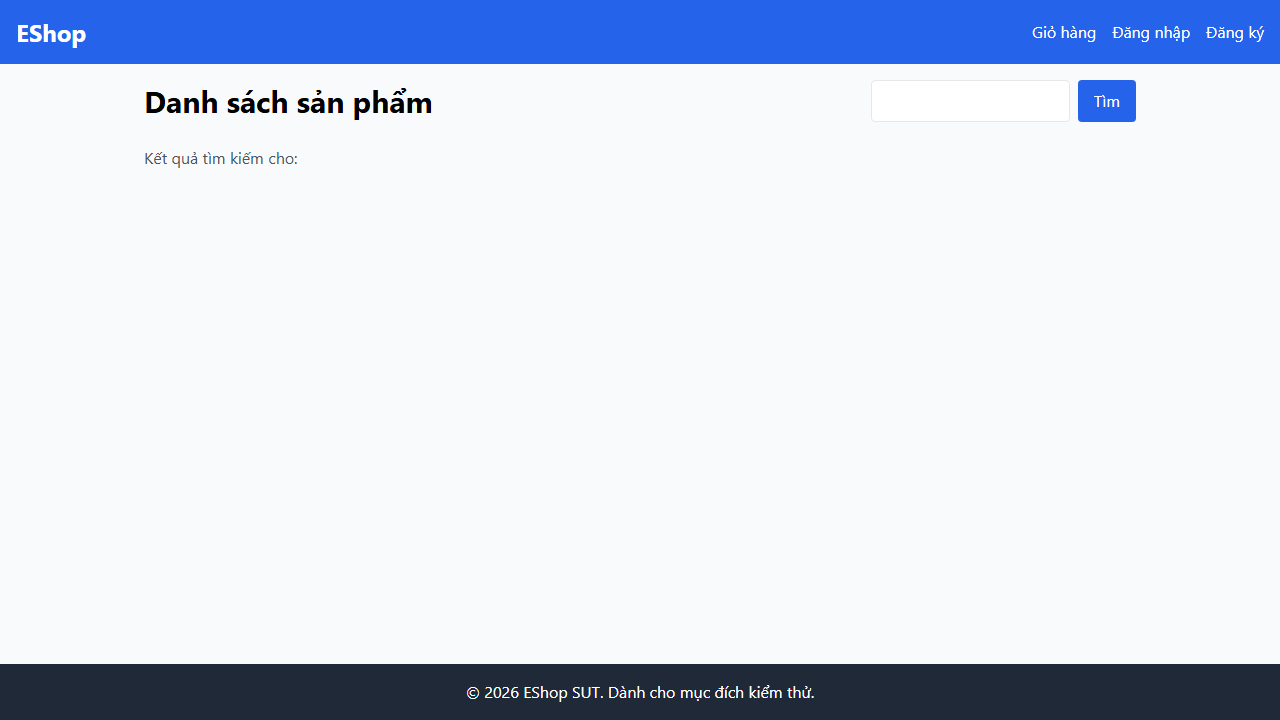 EShop
Giỏ hàng
Đăng nhập
Đăng ký
Danh sách sản phẩm
Tìm
Kết quả tìm kiếm cho:
© 2026 EShop SUT. Dành cho mục đích kiểm thử.